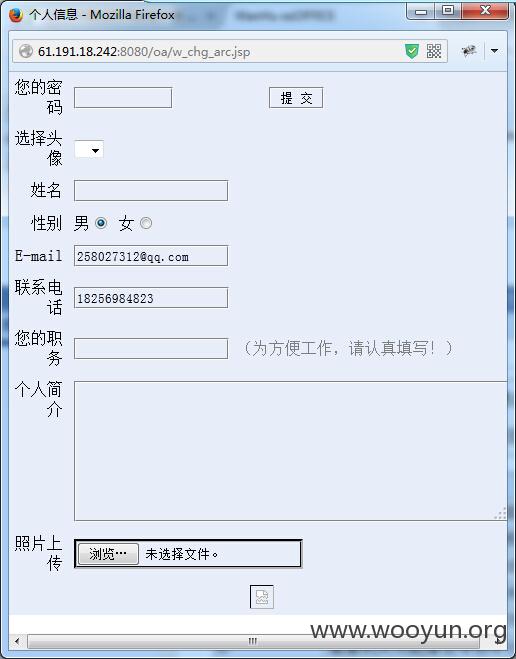 个人信息 - Mozilla Firefox
61.191.18.242:8080/oa/w_chg_arc.jsp
您的密
码
提 交
选择头
像
姓名
性别 男 女
E-mail 258027312@qq.com
联系电
话
18256984823
您的职
务
（为方便工作，请认真填写！）
个人简
介
照片上
传
浏览… 未选择文件。
www.wooyun.org